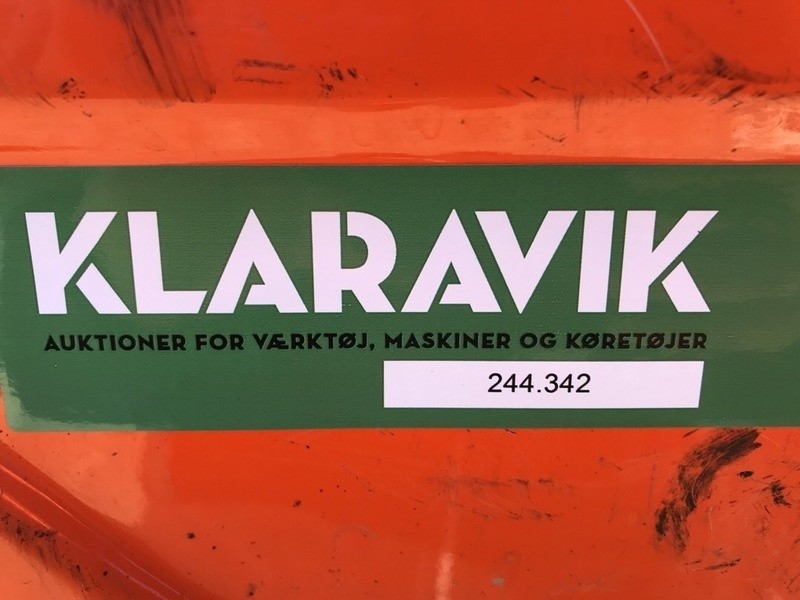 KLARAVIK
AUKTIONER FOR VÆRKTØJ, MASKINER OG KØRETØJER
244.342